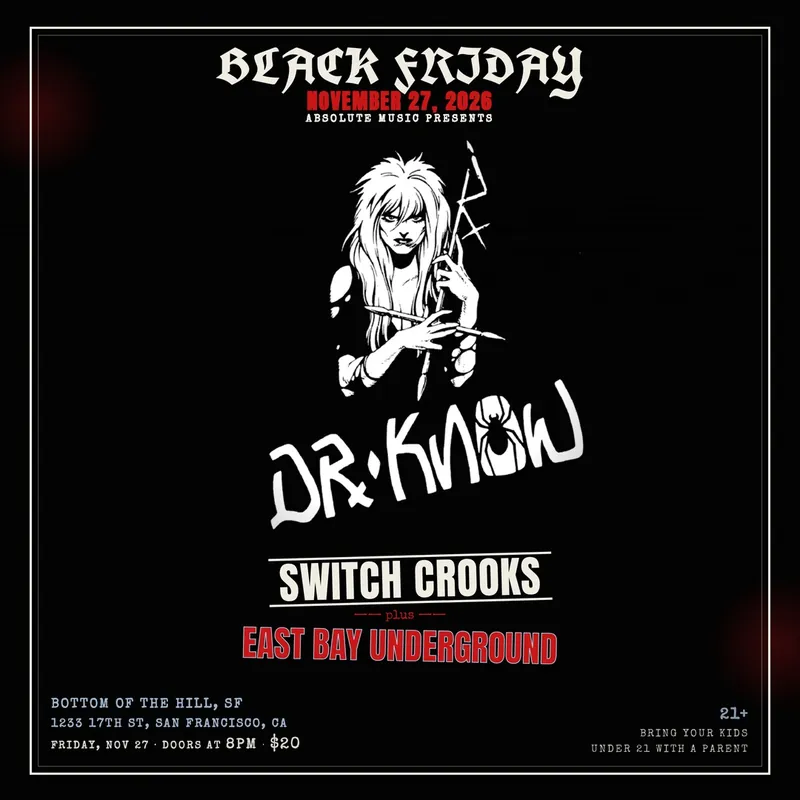 BLACK FRIDAY
NOVEMBER 27, 2026
ABSOLUTE MUSIC PRESENTS
DRX
DR. KNOW
SWITCH CROOKS
plus
EAST BAY UNDERGROUND
BOTTOM OF THE HILL, SF
1233 17TH ST, SAN FRANCISCO, CA
FRIDAY, NOV 27 · DOORS AT 8PM · $20
21+
BRING YOUR KIDS
UNDER 21 WITH A PARENT